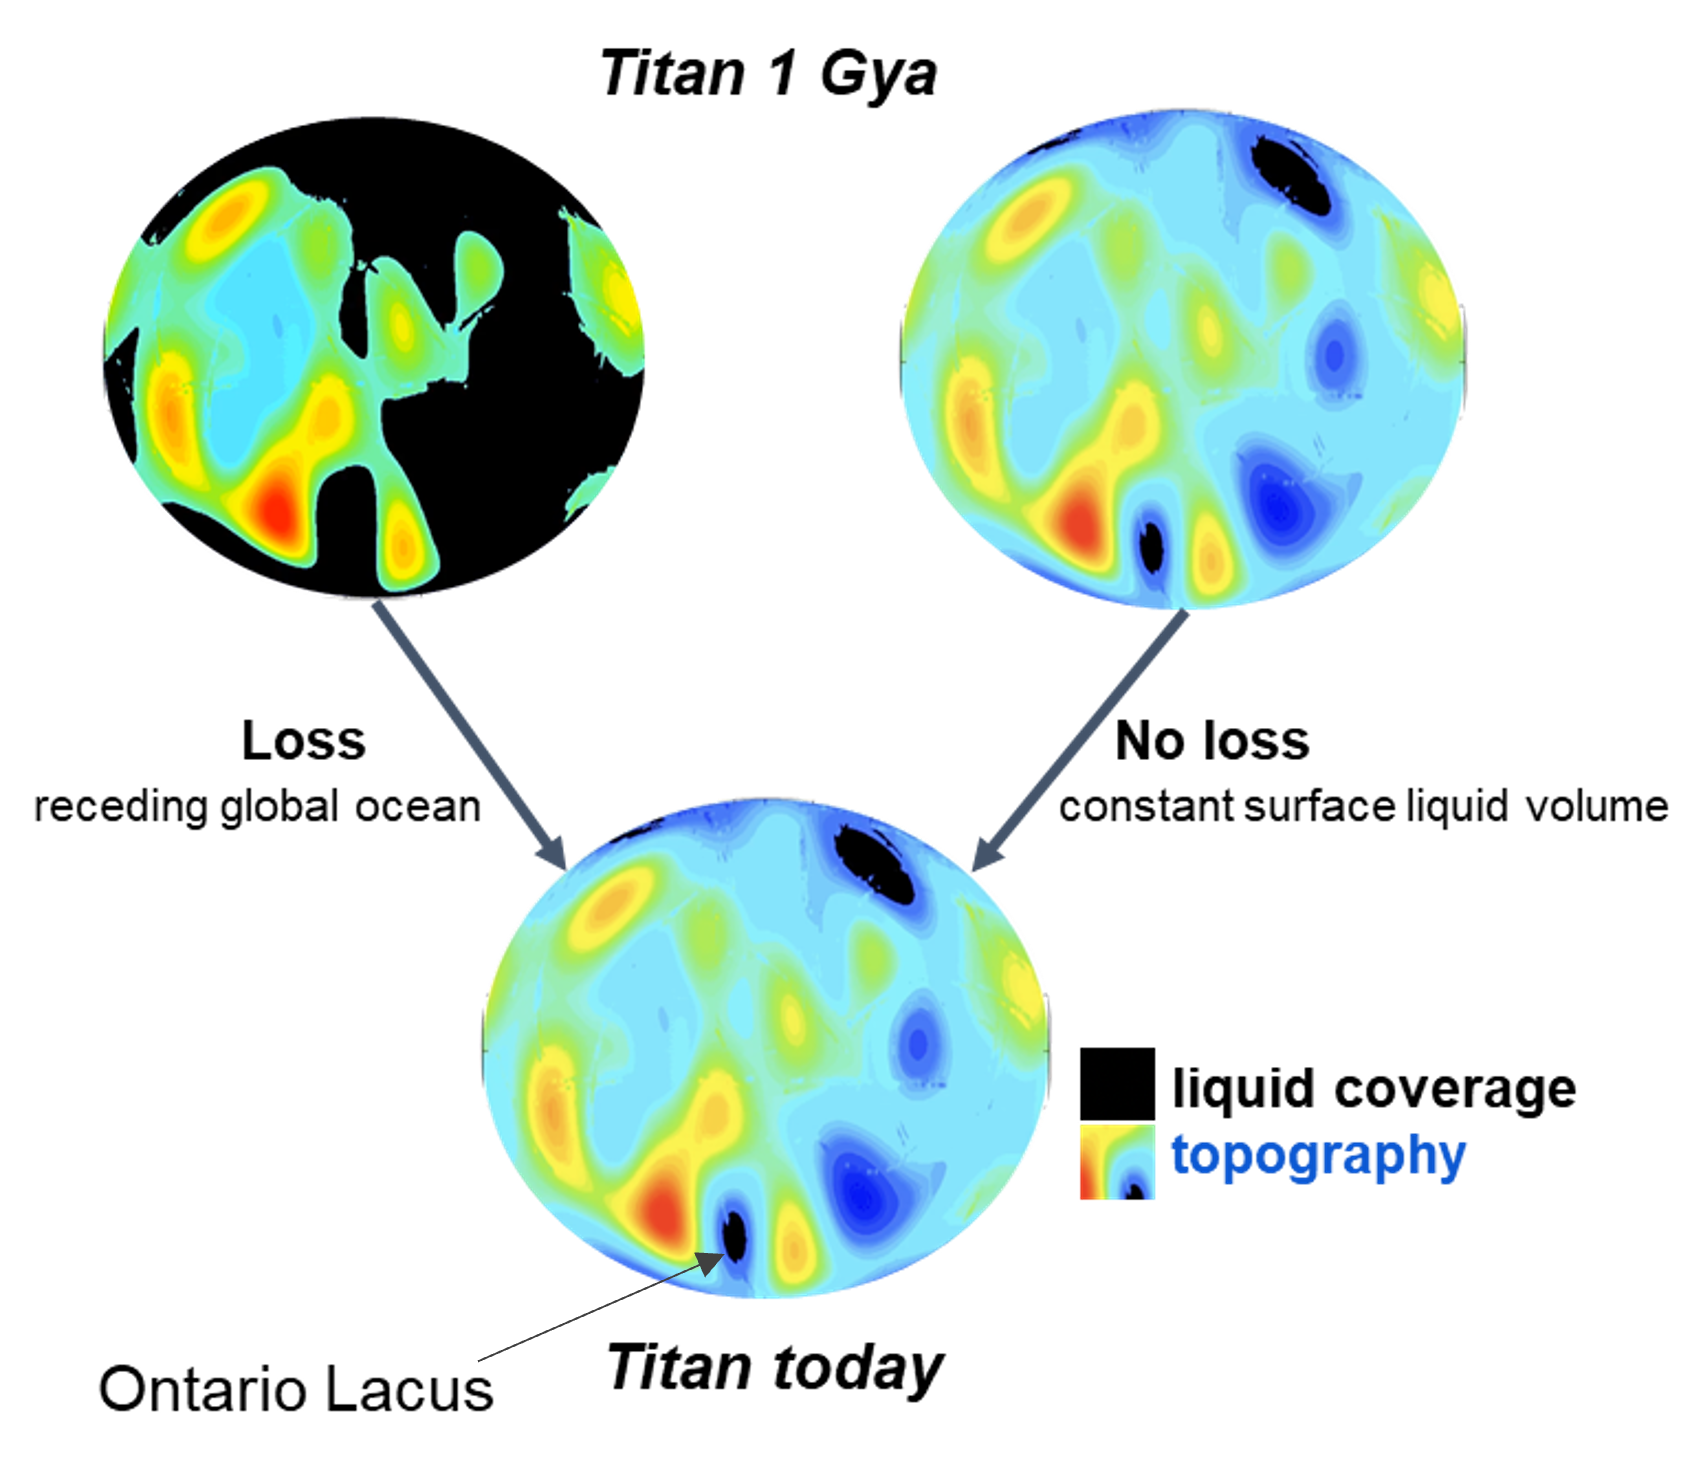 Titan 1 Gya
Loss
receding global ocean
No loss
constant surface liquid volume
liquid coverage
topography
Ontario Lacus
Titan today